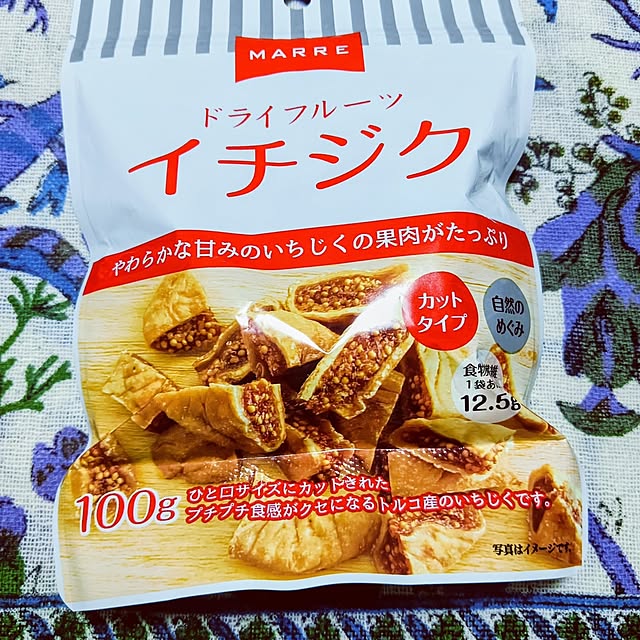 MARRE
ドライフルーツ
イチジク
やわらかな甘みのいちじくの果肉がたっぷり
カット
タイプ
自然の
めぐみ
食物繊維
1袋あ
12.5g
100g
ひと口サイズにカットされた
プチプチ食感がクセになるトルコ産のいちじくです。
写真はイメージです。